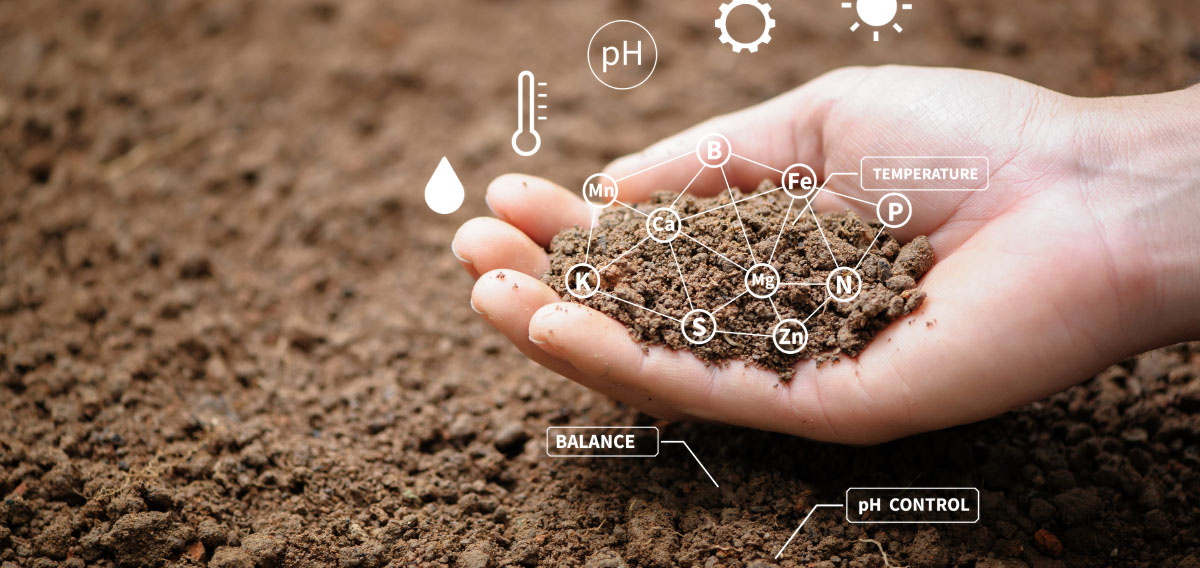 pH
B
Mn
Fe
TEMPERATURE
P
Ca
K
Mg
N
S
Zn
BALANCE
pH CONTROL